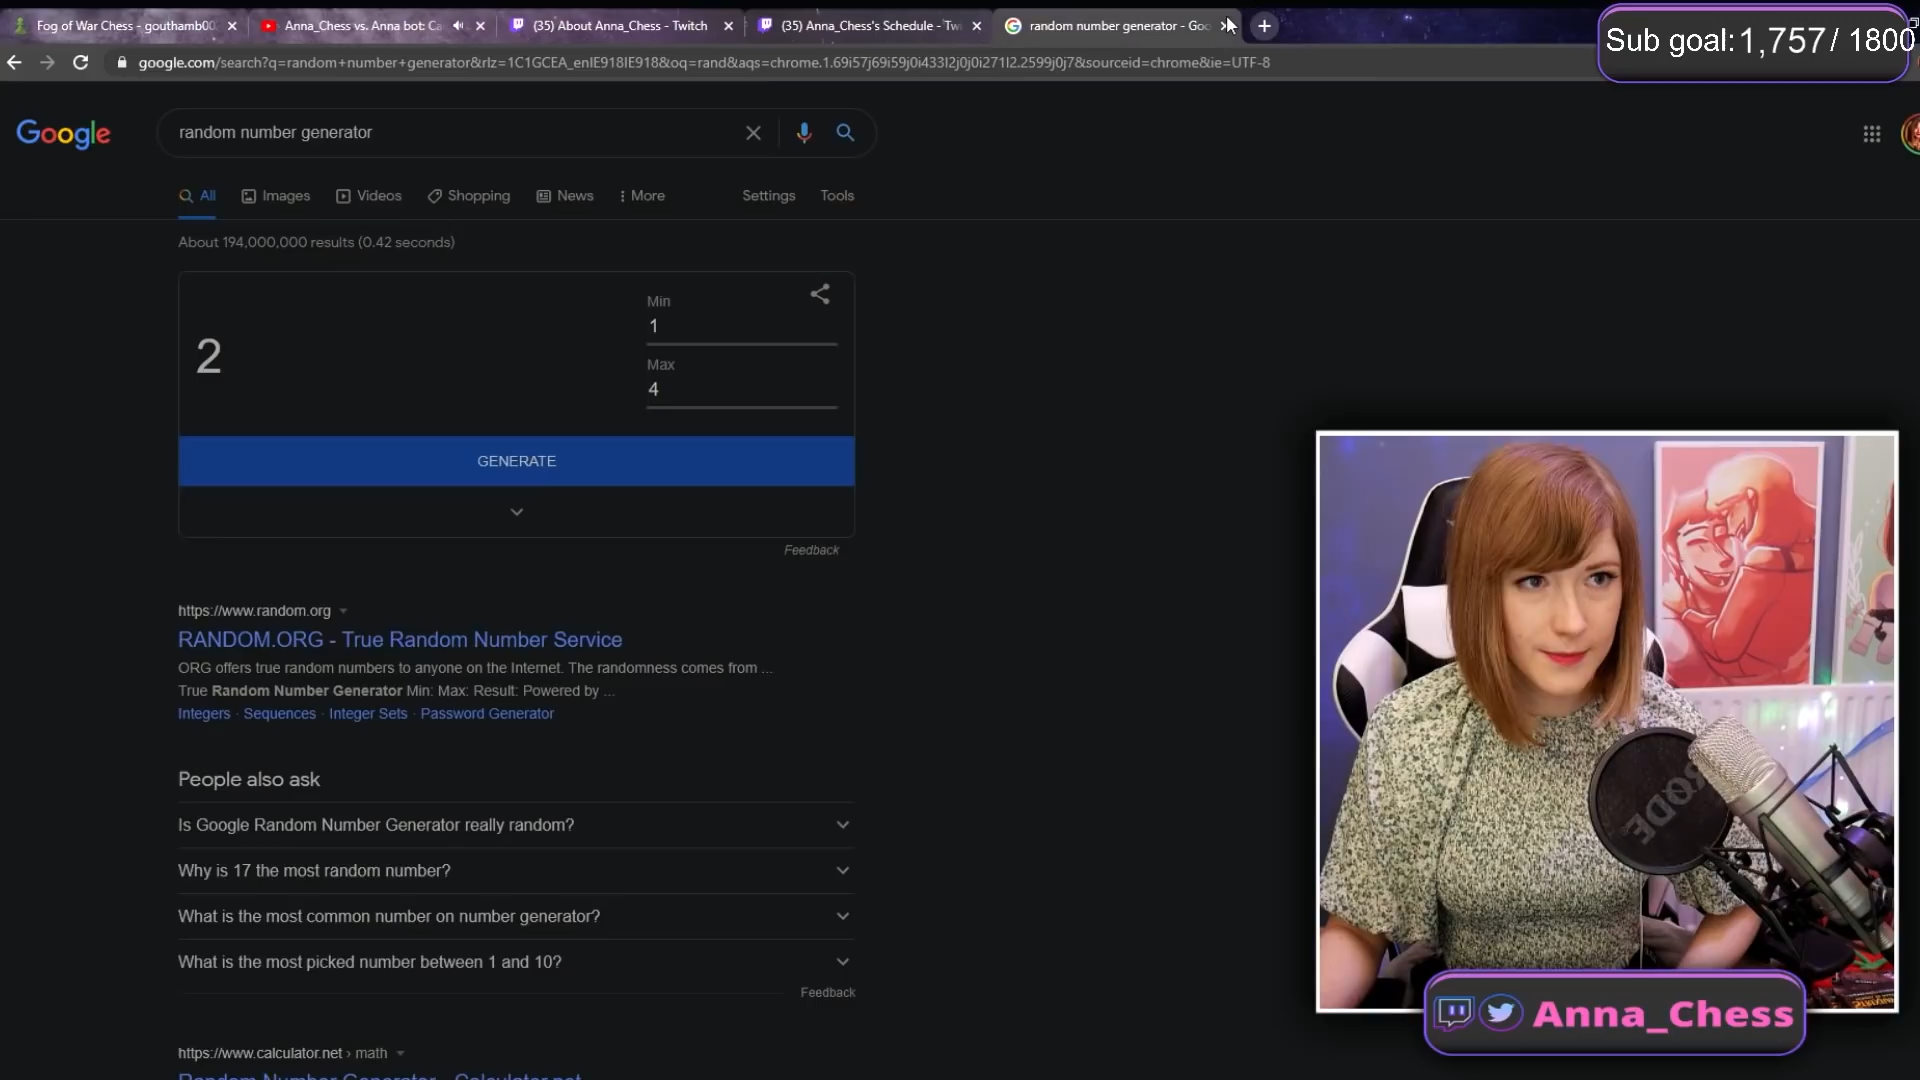 Fog of War Chess - gouthamb00
Anna_Chess vs. Anna bot: Ca
(35) About Anna_Chess - Twitch
(35) Anna_Chess's Schedule - Tw
random number generator - Goo
Sub goal: 1,757 / 1800
google.com/search?q=random+number+generator&rlz=1C1GCEA_enIE918IE918&oq=rand&aqs=chrome.1.69i57j69i59j0i433l2j0j0i271l2.2599j0j7&sourceid=chrome&ie=UTF-8
Google
random number generator
All
Images
Videos
Shopping
News
More
Settings
Tools
About 194,000,000 results (0.42 seconds)
2
Min
1
Max
4
GENERATE
Feedback
https://www.random.org
RANDOM.ORG - True Random Number Service
ORG offers true random numbers to anyone on the Internet. The randomness comes from ...
True Random Number Generator Min: Max: Result: Powered by ...
Integers · Sequences · Integer Sets · Password Generator
People also ask
Is Google Random Number Generator really random?
Why is 17 the most random number?
What is the most common number on number generator?
What is the most picked number between 1 and 10?
Feedback
https://www.calculator.net › math
Random Number Generator - Calculator.net
RODE
Anna_Chess